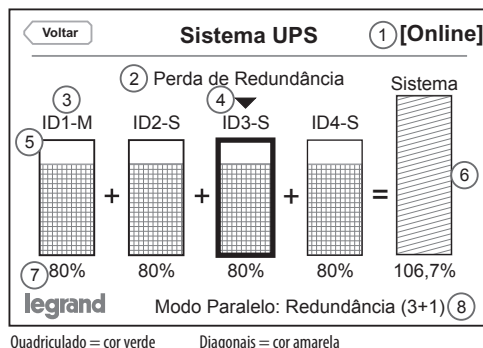 Voltar
Sistema UPS
1 [Online]
2 Perda de Redundância
Sistema
3
4
ID1-M ID2-S ID3-S ID4-S
5
+ + + =
6
7
80% 80% 80% 80% 106,7%
legrand
Modo Paralelo: Redundância (3+1) 8
Quadriculado = cor verde Diagonais = cor amarela